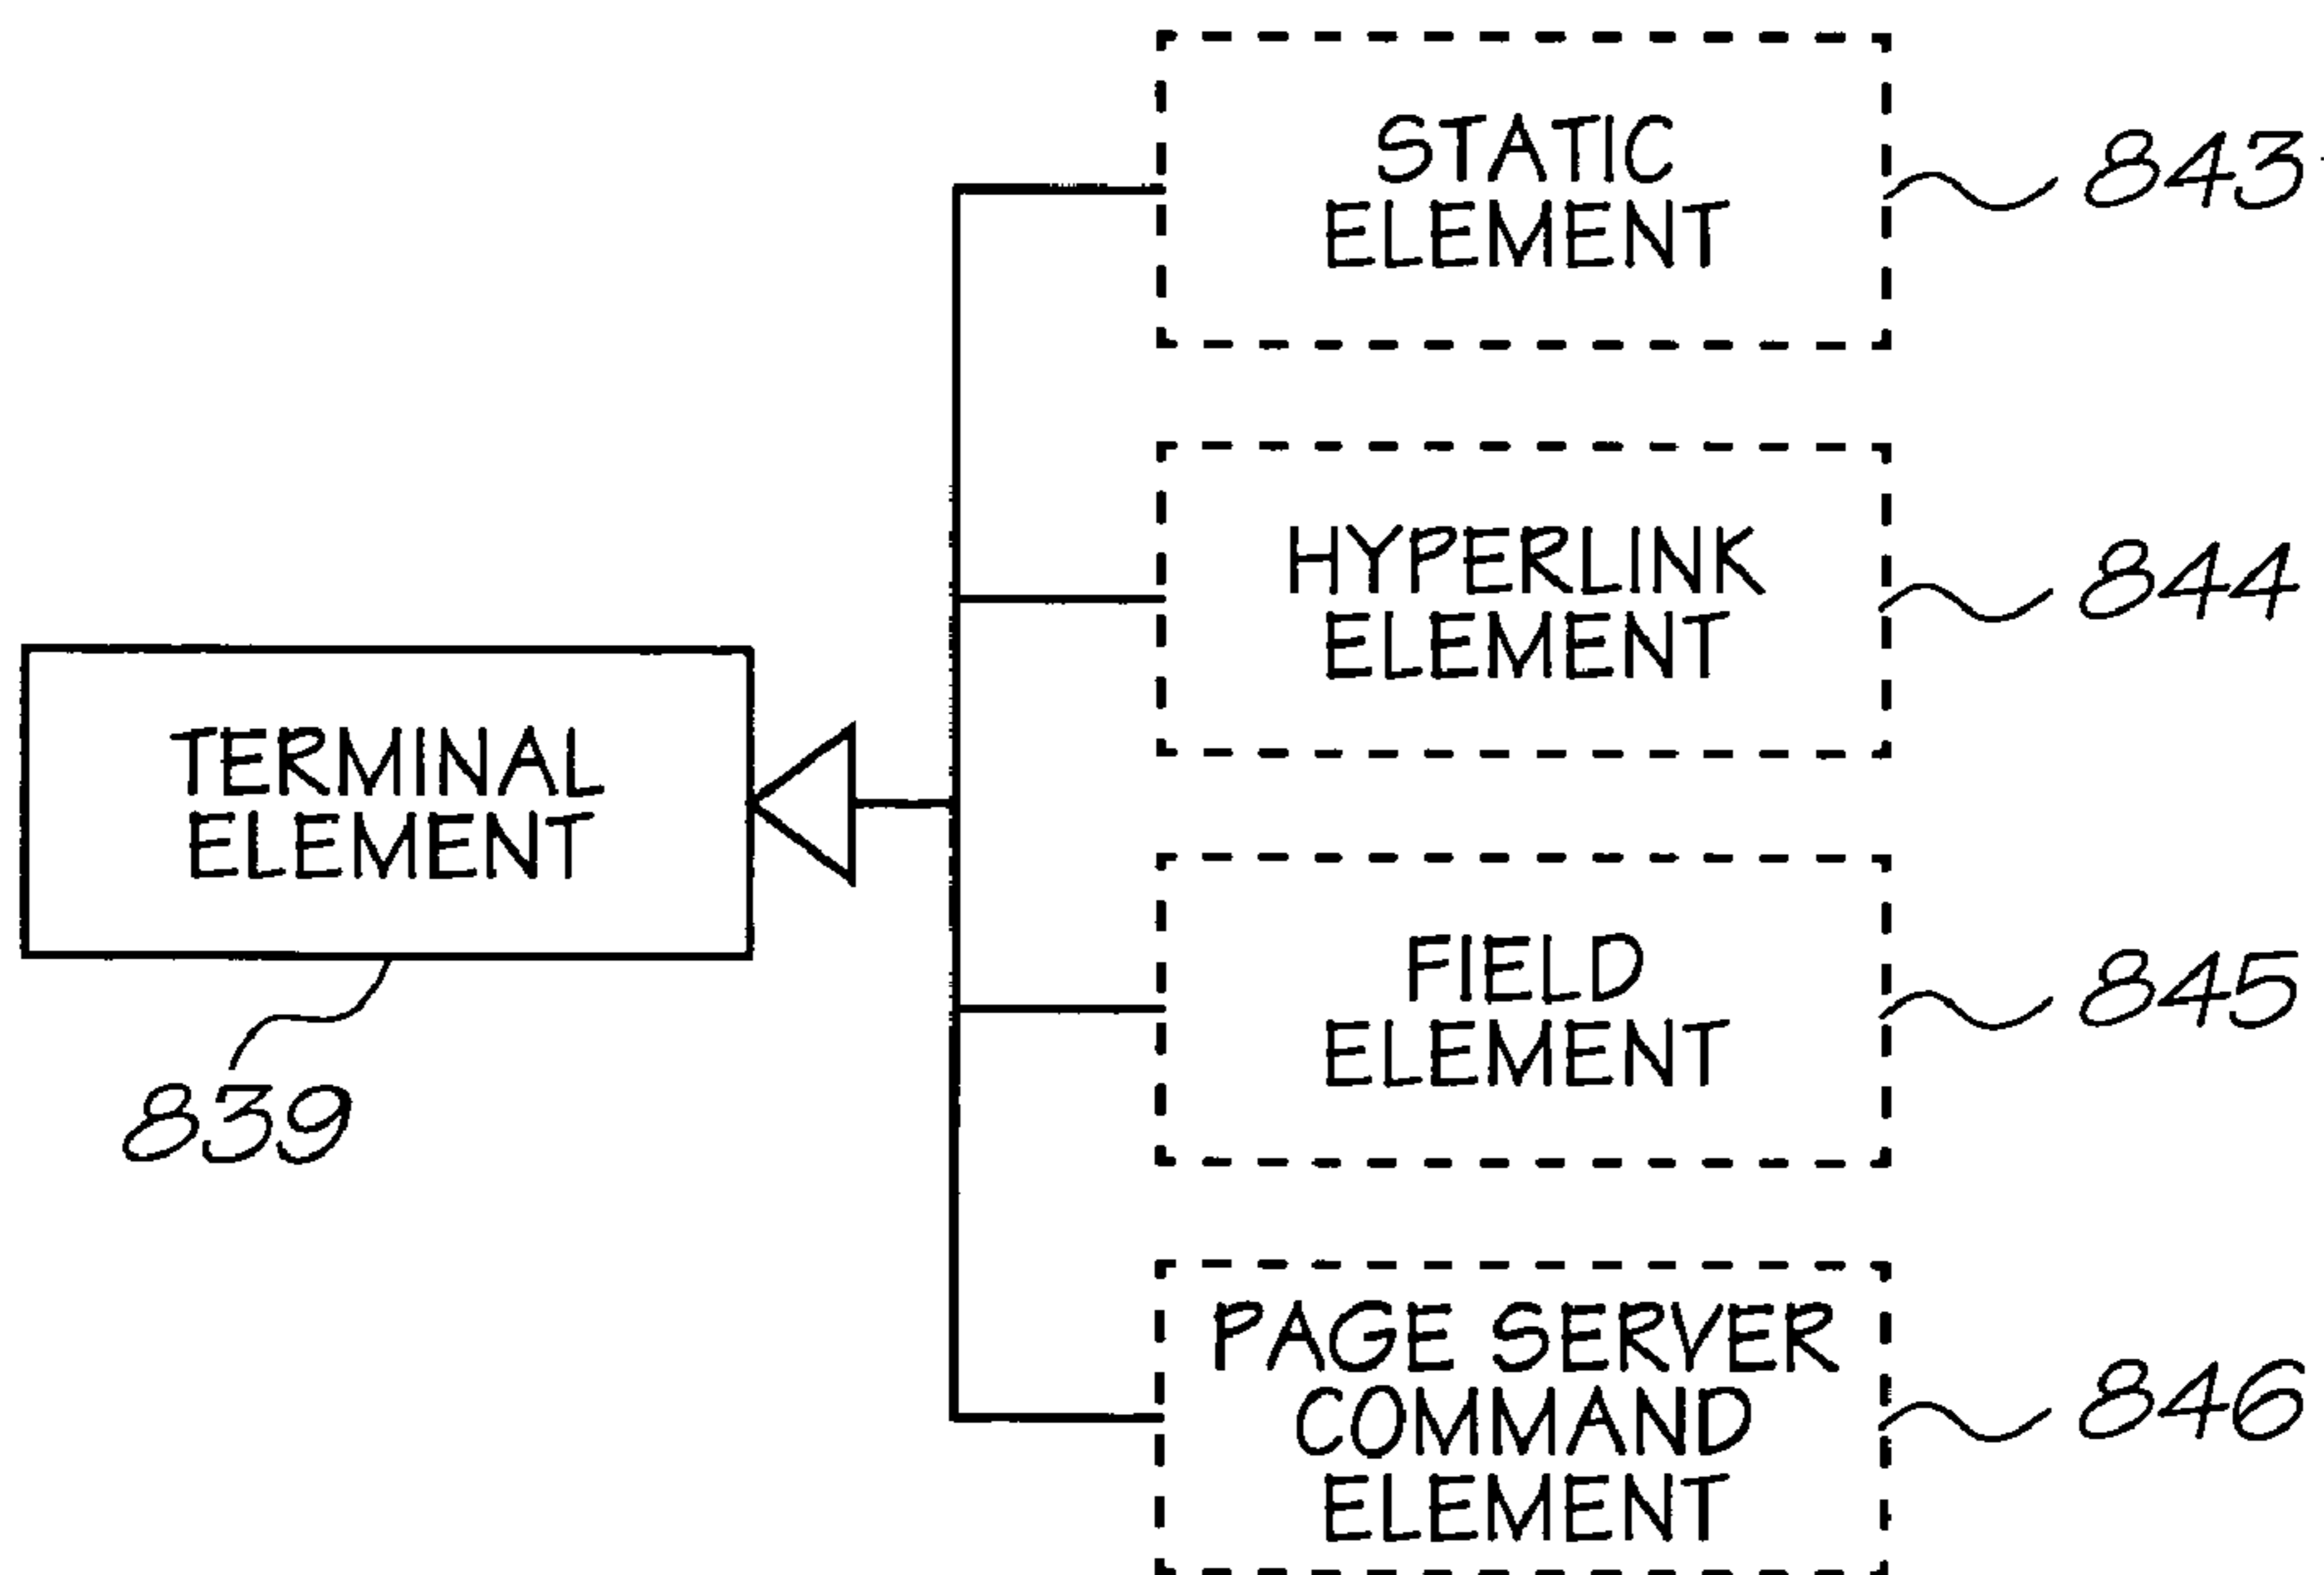 STATIC
ELEMENT
843
HYPERLINK
ELEMENT
844
TERMINAL
ELEMENT
839
FIELD
ELEMENT
845
PAGE SERVER
COMMAND
ELEMENT
846